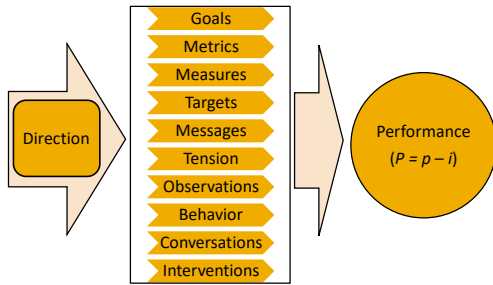 Direction
Goals
Metrics
Measures
Targets
Messages
Tension
Observations
Behavior
Conversations
Interventions
Performance
(P = p – i)